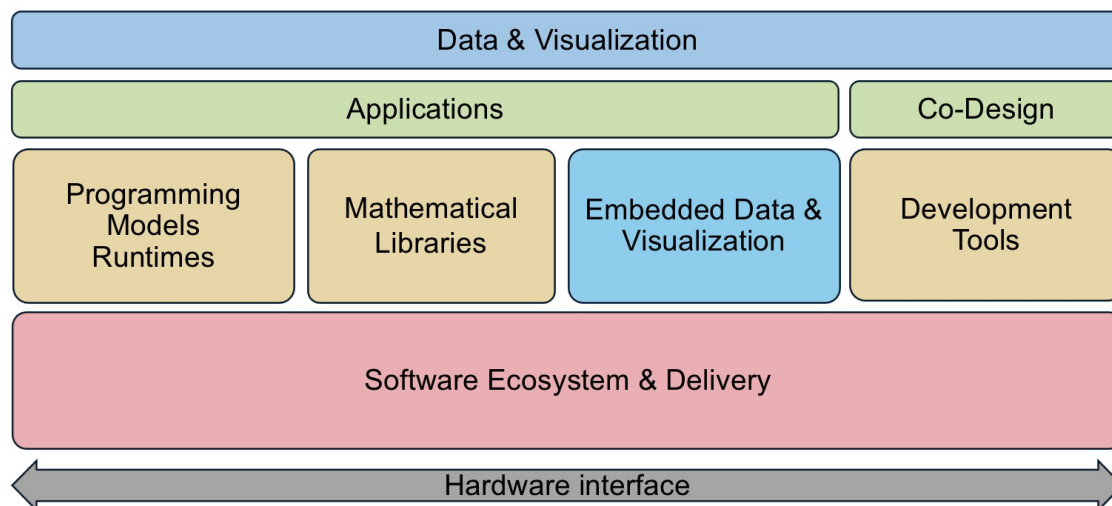 Data & Visualization
Applications
Co-Design
Programming
Models
Runtimes
Mathematical
Libraries
Embedded Data &
Visualization
Development
Tools
Software Ecosystem & Delivery
Hardware interface